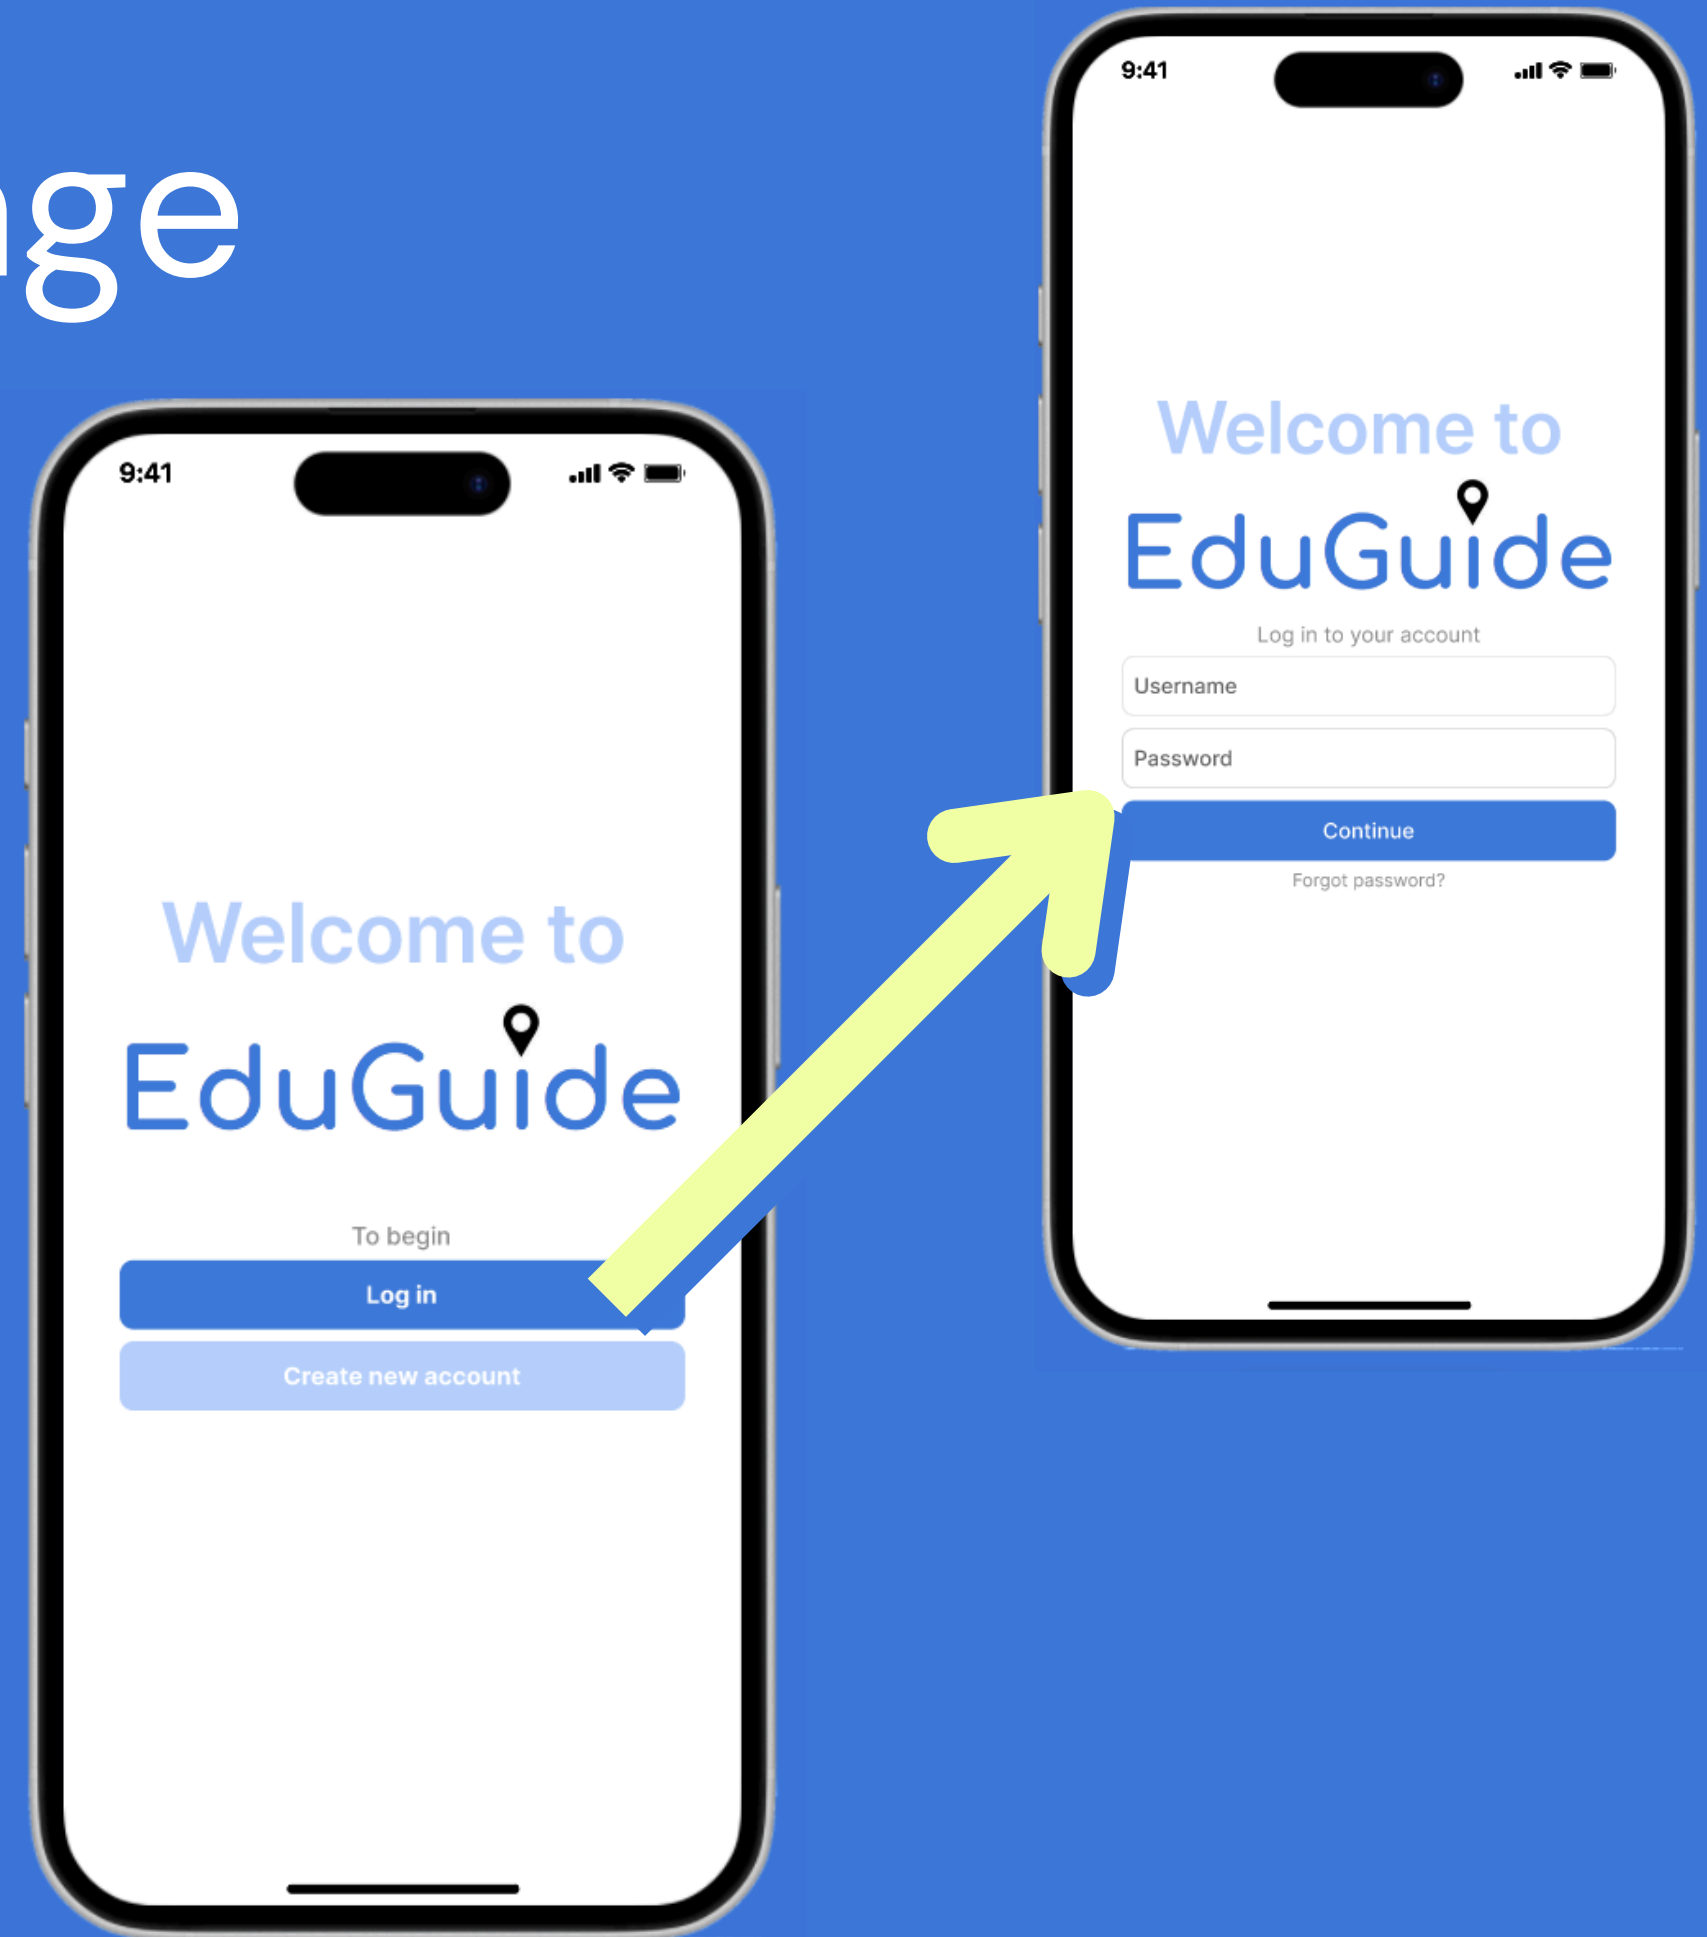 age
9:41
Welcome to
EduGuide
To begin
Log in
Create new account
9:41
Welcome to
EduGuide
Log in to your account
Username
Password
Continue
Forgot password?